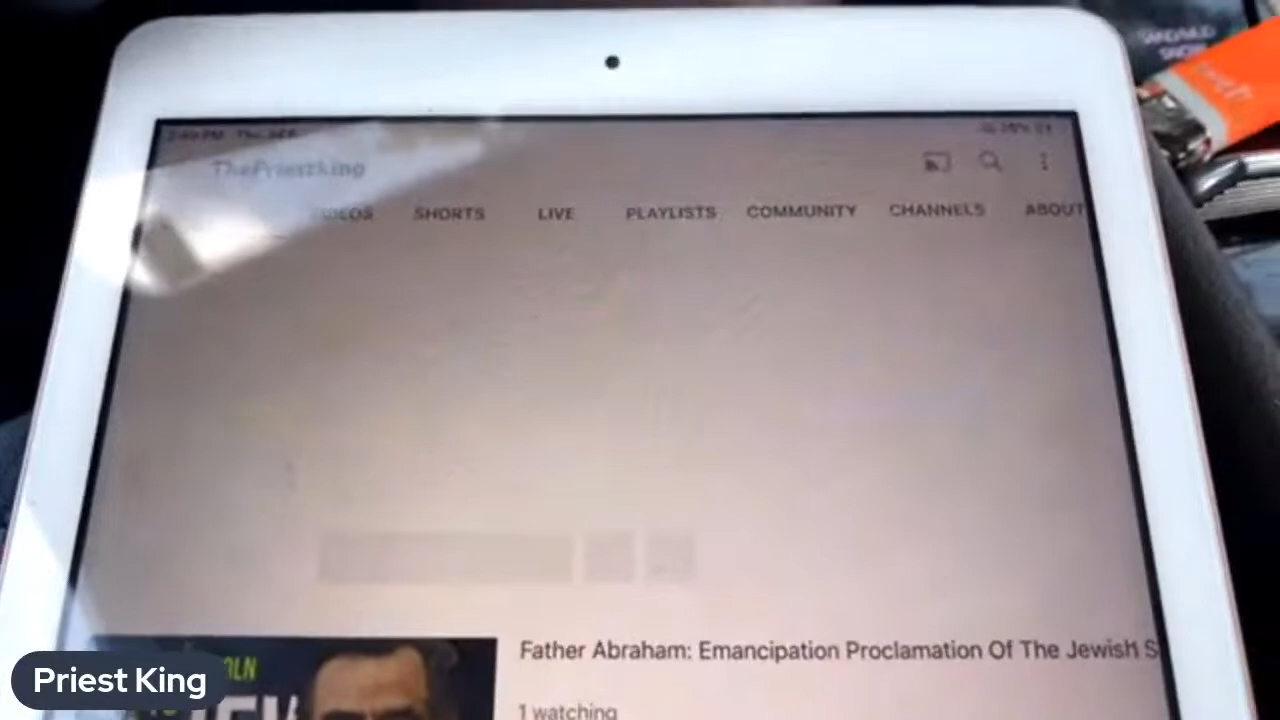 ThePriestKing
SHORTS LIVE PLAYLISTS COMMUNITY CHANNELS ABOUT
Father Abraham: Emancipation Proclamation Of The Jewish S
1 watching
Priest King